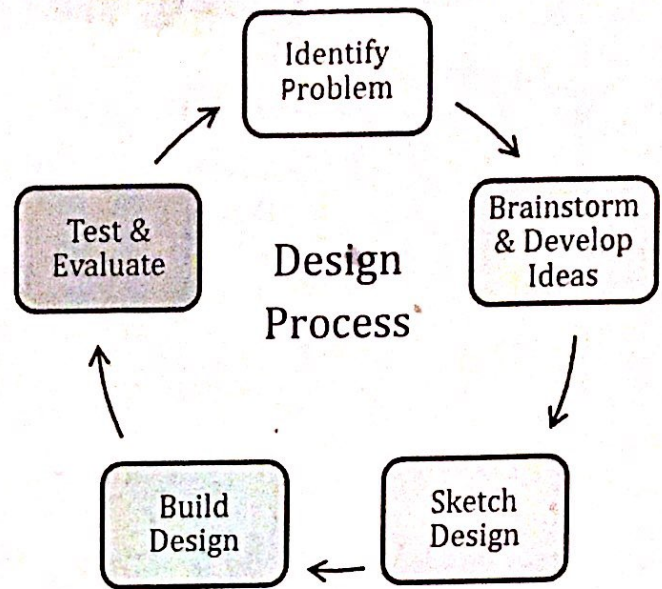 Identify
Problem
Brainstorm
& Develop
Ideas
Sketch
Design
Build
Design
Test &
Evaluate
Design
Process